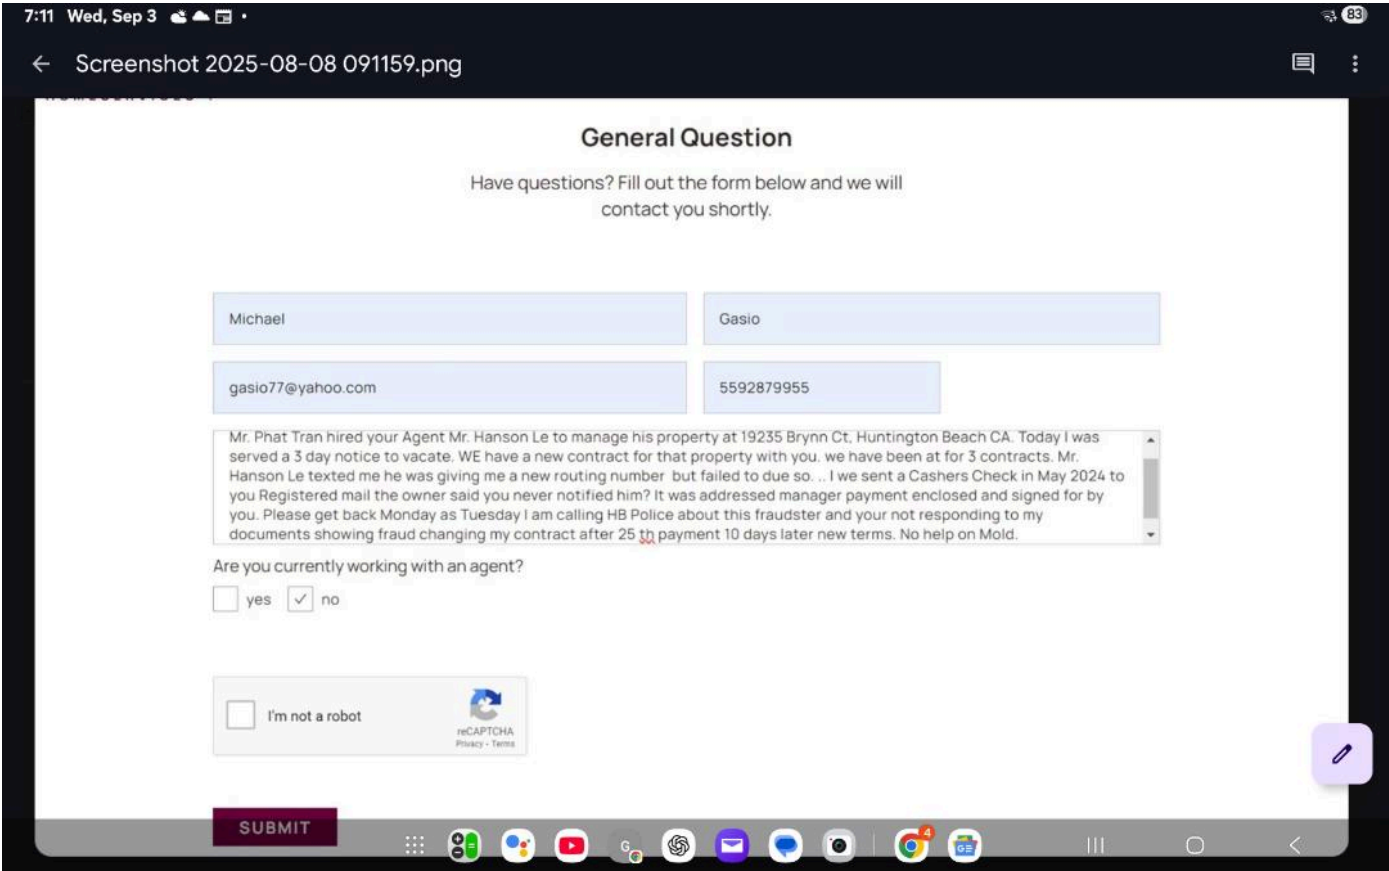 7:11 Wed, Sep 3
83
Screenshot 2025-08-08 091159.png
General Question
Have questions? Fill out the form below and we will
contact you shortly.
Michael
Gasio
gasio77@yahoo.com
5592879955
Mr. Phat Tran hired your Agent Mr. Hanson Le to manage his property at 19235 Brynn Ct, Huntington Beach CA. Today I was
served a 3 day notice to vacate. WE have a new contract for that property with you. we have been at for 3 contracts. Mr.
Hanson Le texted me he was giving me a new routing number but failed to due so. .. I we sent a Cashers Check in May 2024 to
you Registered mail the owner said you never notified him? It was addressed manager payment enclosed and signed for by
you. Please get back Monday as Tuesday I am calling HB Police about this fraudster and your not responding to my
documents showing fraud changing my contract after 25 th payment 10 days later new terms. No help on Mold.
Are you currently working with an agent?
yes no
I'm not a robot
reCAPTCHA
Privacy - Terms
SUBMIT
4
G
GE